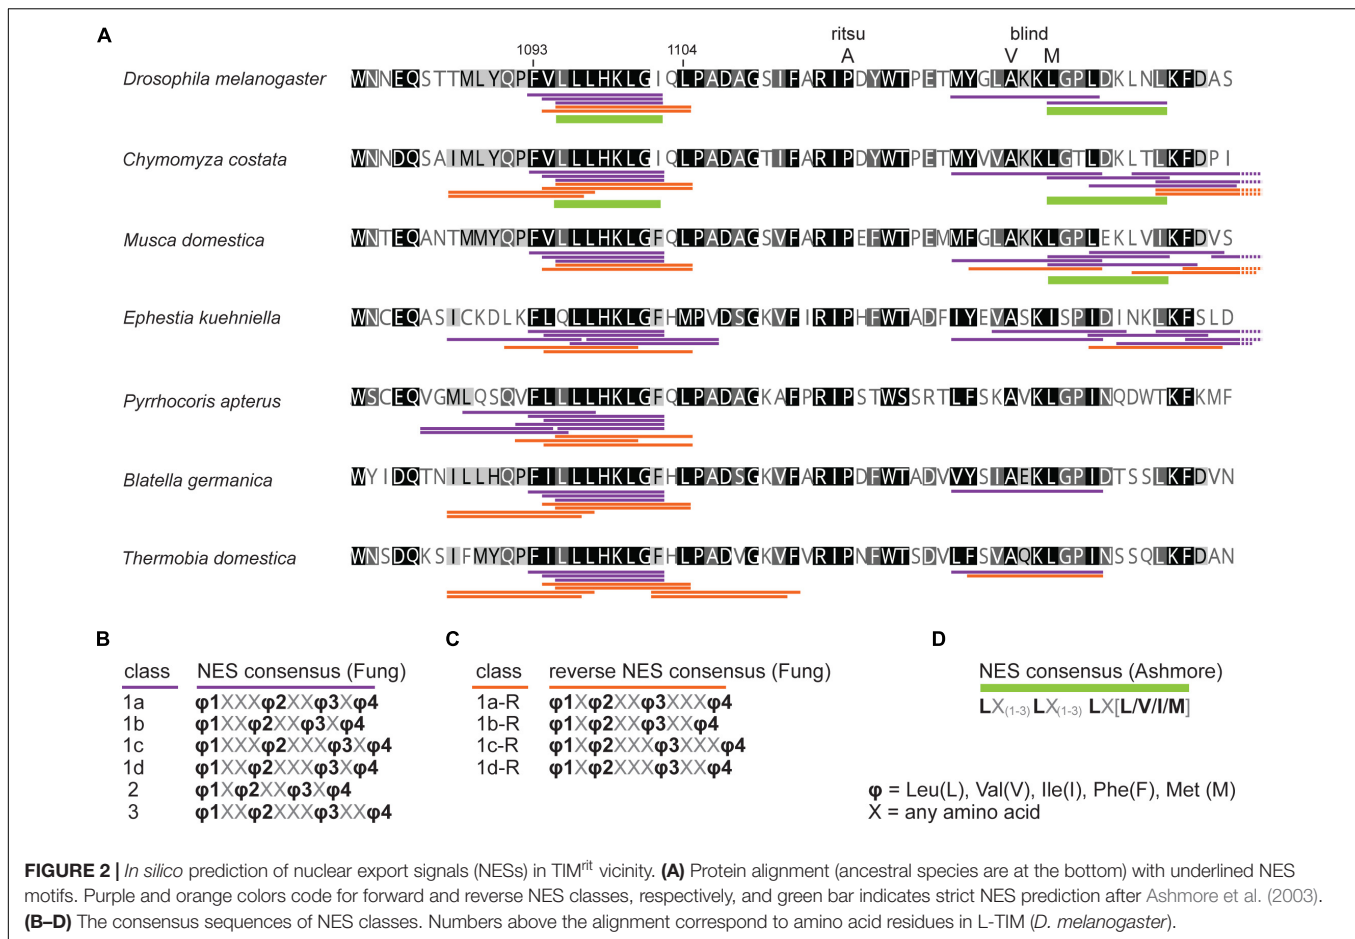 A
ritsu blind
1093 1104 A V M
Drosophila melanogaster WNNEQSTTMLYQPFVLLLHKLGIQLPADAGSIFARIPDYWTPETMYGLAKKLGPLDKLNLKFDAS
Chymomyza costata WNNDQSAIMLYQPFVLLLHKLGIQLPADAGTIFARIPDYWTPETMYVVAKKLGTLDKLTLKFDPI
Musca domestica WNTEQANTMMYQPFVLLLHKLGFQLPADAGSVFARIPEFWTPEMMFGLAKKLGPLEKLVIKFDVS
Ephestia kuehniella WNCEQASICKDLKFLQLLHKLGFHMPVDSGKVFIRIPHFWTADFIYEVASKISPIDINKLKFSLD
Pyrrhocoris apterus WSCEQVGMLQSQVFLLLLHKLGFQLPADAGKAFPRIPSTWSSRTLFSKAVKLGPINQDWTKFKMF
Blatella germanica WYIDQTNILLHQPFILLLHKLGFHLPADSGKVFARIPDFWTADVVYSIAEKLGPIDTSSLKFDVN
Thermobia domestica WNSDQKSIFMYQPFILLLHKLGFHLPADVGKVFVRIPNFWTSDVLFSVAQKLGPINSSQLKFDAN
B
class NES consensus (Fung)
1a φ1XXXφ2XXφ3Xφ4
1b φ1XXφ2XXφ3Xφ4
1c φ1XXXφ2XXXφ3Xφ4
1d φ1XXφ2XXXφ3Xφ4
2 φ1Xφ2XXφ3Xφ4
3 φ1XXφ2XXXφ3XXφ4
C
class reverse NES consensus (Fung)
1a-R φ1Xφ2XXφ3XXXφ4
1b-R φ1Xφ2XXφ3XXφ4
1c-R φ1Xφ2XXXφ3XXXφ4
1d-R φ1Xφ2XXXφ3XXφ4
D
NES consensus (Ashmore)
LX(1-3) LX(1-3) LX[L/V/I/M]
φ = Leu(L), Val(V), Ile(I), Phe(F), Met (M)
X = any amino acid
FIGURE 2 | In silico prediction of nuclear export signals (NESs) in TIMrit vicinity. (A) Protein alignment (ancestral species are at the bottom) with underlined NES
motifs. Purple and orange colors code for forward and reverse NES classes, respectively, and green bar indicates strict NES prediction after Ashmore et al. (2003).
(B–D) The consensus sequences of NES classes. Numbers above the alignment correspond to amino acid residues in L-TIM (D. melanogaster).